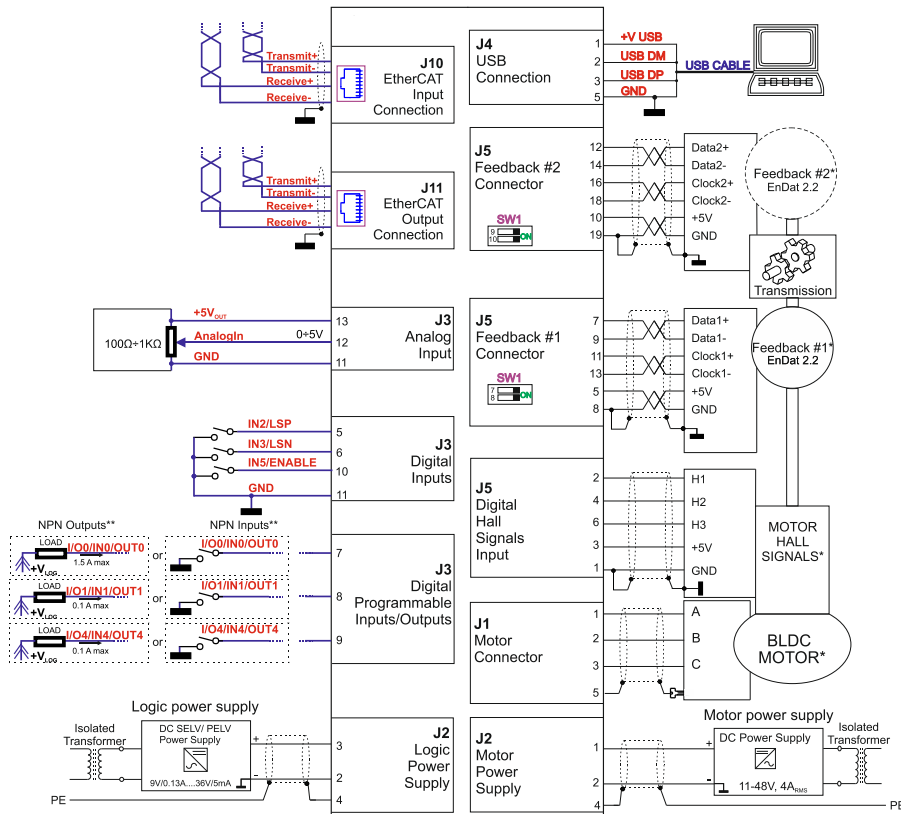 Transmit+
Transmit-
Receive+
Receive-
J10
EtherCAT
Input
Connection
Transmit+
Transmit-
Receive+
Receive-
J11
EtherCAT
Output
Connection
100Ω÷1KΩ
+5VOUT
AnalogIn
0÷5V
GND
13
12
11
J3
Analog
Input
IN2/LSP
IN3/LSN
IN5/ENABLE
GND
5
6
10
11
J3
Digital
Inputs
NPN Outputs**
NPN Inputs**
LOAD
I/O0/IN0/OUT0
1.5 A max
+VLOG
or
I/O0/IN0/OUT0
7
LOAD
I/O1/IN1/OUT1
0.1 A max
+VLOG
or
I/O1/IN1/OUT1
8
LOAD
I/O4/IN4/OUT4
0.1 A max
+VLOG
or
I/O4/IN4/OUT4
9
J3
Digital
Programmable
Inputs/Outputs
Logic power supply
Isolated
Transformer
DC SELV/ PELV
Power Supply
9V/0.13A....36V/5mA
+
-
PE
3
2
4
J2
Logic
Power
Supply
J4
USB
Connection
1
2
3
5
+V USB
USB DM
USB DP
GND
USB CABLE
J5
Feedback #2
Connector
SW1
9
10
ON
12
14
16
18
10
19
Data2+
Data2-
Clock2+
Clock2-
+5V
GND
Feedback #2*
EnDat 2.2
Transmission
J5
Feedback #1
Connector
SW1
7
8
ON
7
9
11
13
5
8
Data1+
Data1-
Clock1+
Clock1-
+5V
GND
Feedback #1*
EnDat 2.2
J5
Digital
Hall
Signals
Input
2
4
6
3
1
H1
H2
H3
+5V
GND
MOTOR
HALL
SIGNALS*
J1
Motor
Connector
1
2
3
5
A
B
C
BLDC
MOTOR*
Motor power supply
J2
Motor
Power
Supply
1
2
4
+
-
DC Power Supply
11-48V, 4ARMS
Isolated
Transformer
PE